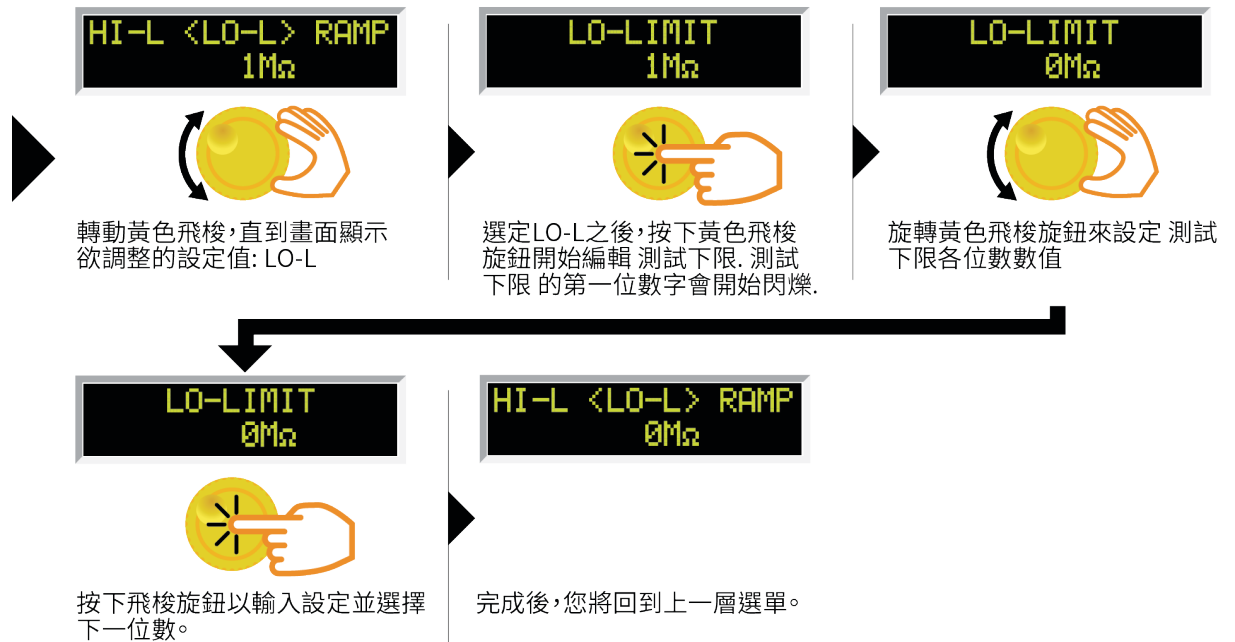 HI-L <LO-L> RAMP
1MΩ
轉動黃色飛梭，直到畫面顯示
欲調整的設定值: LO-L
LO-LIMIT
1MΩ
選定LO-L之後，按下黃色飛梭
旋鈕開始編輯 測試下限. 測試
下限 的第一位數字會開始閃爍.
LO-LIMIT
0MΩ
旋轉黃色飛梭旋鈕來設定 測試
下限各位數數值
LO-LIMIT
0MΩ
按下飛梭旋鈕以輸入設定並選擇
下一位數。
HI-L <LO-L> RAMP
0MΩ
完成後，您將回到上一層選單。